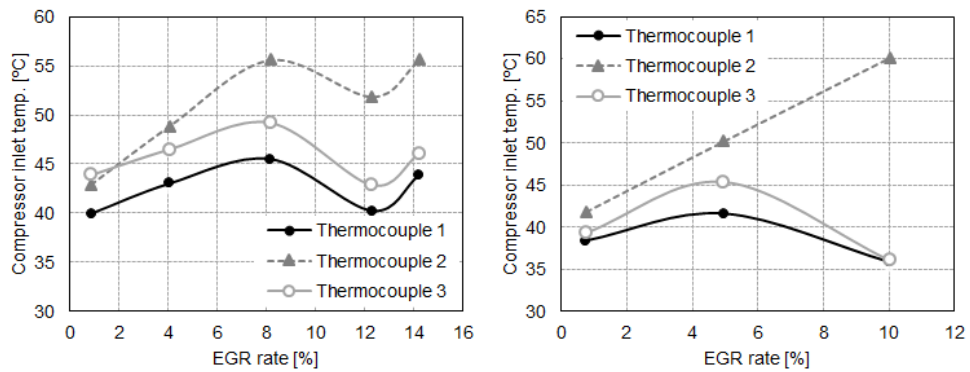 60
55
50
45
40
35
30
Compressor inlet temp. [ºC]
Thermocouple 1
Thermocouple 2
Thermocouple 3
0 2 4 6 8 10 12 14 16
EGR rate [%]
65
60
55
50
45
40
35
30
Compressor inlet temp. [ºC]
Thermocouple 1
Thermocouple 2
Thermocouple 3
0 2 4 6 8 10 12
EGR rate [%]